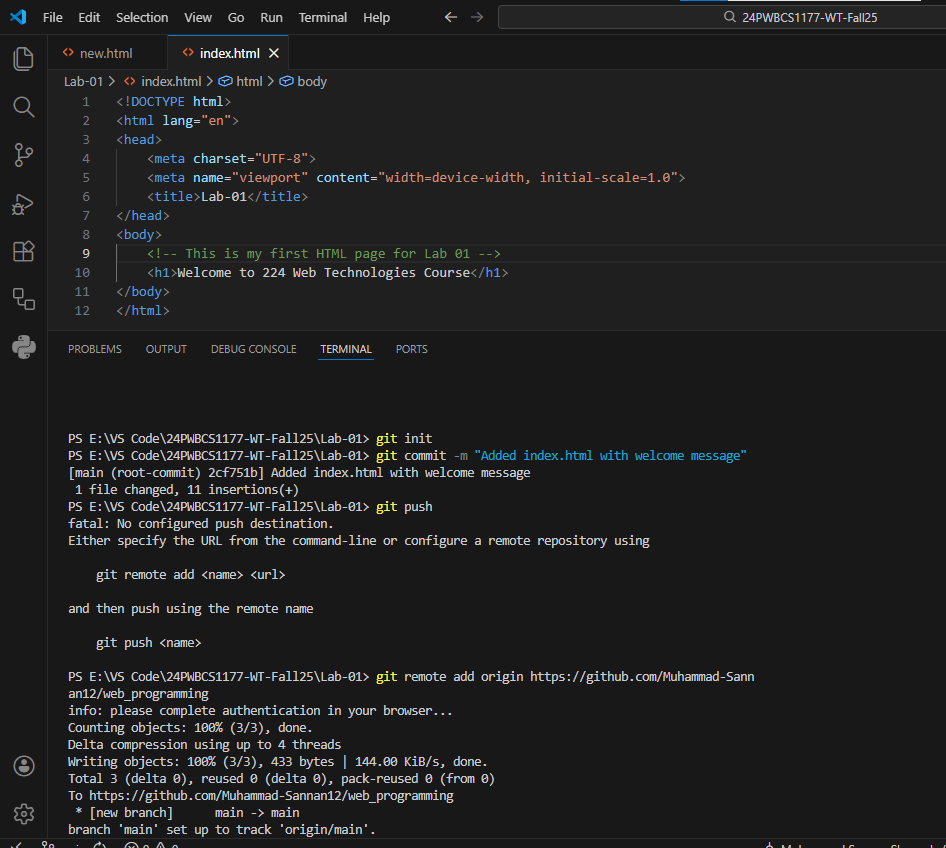 File Edit Selection View Go Run Terminal Help
24PWBCS1177-WT-Fall25
new.html
index.html
Lab-01 > index.html > html > body
1 <!DOCTYPE html>
2 <html lang="en">
3 <head>
4 <meta charset="UTF-8">
5 <meta name="viewport" content="width=device-width, initial-scale=1.0">
6 <title>Lab-01</title>
7 </head>
8 <body>
9 <!-- This is my first HTML page for Lab 01 -->
10 <h1>Welcome to 224 Web Technologies Course</h1>
11 </body>
12 </html>
PROBLEMS OUTPUT DEBUG CONSOLE TERMINAL PORTS
PS E:\VS Code\24PWBCS1177-WT-Fall25\Lab-01> git init
PS E:\VS Code\24PWBCS1177-WT-Fall25\Lab-01> git commit -m "Added index.html with welcome message"
[main (root-commit) 2cf751b] Added index.html with welcome message
1 file changed, 11 insertions(+)
PS E:\VS Code\24PWBCS1177-WT-Fall25\Lab-01> git push
fatal: No configured push destination.
Either specify the URL from the command-line or configure a remote repository using
git remote add <name> <url>
and then push using the remote name
git push <name>
PS E:\VS Code\24PWBCS1177-WT-Fall25\Lab-01> git remote add origin https://github.com/Muhammad-Sann
an12/web_programming
info: please complete authentication in your browser...
Counting objects: 100% (3/3), done.
Delta compression using up to 4 threads
Writing objects: 100% (3/3), 433 bytes | 144.00 KiB/s, done.
Total 3 (delta 0), reused 0 (delta 0), pack-reused 0 (from 0)
To https://github.com/Muhammad-Sannan12/web_programming
* [new branch] main -> main
branch 'main' set up to track 'origin/main'.